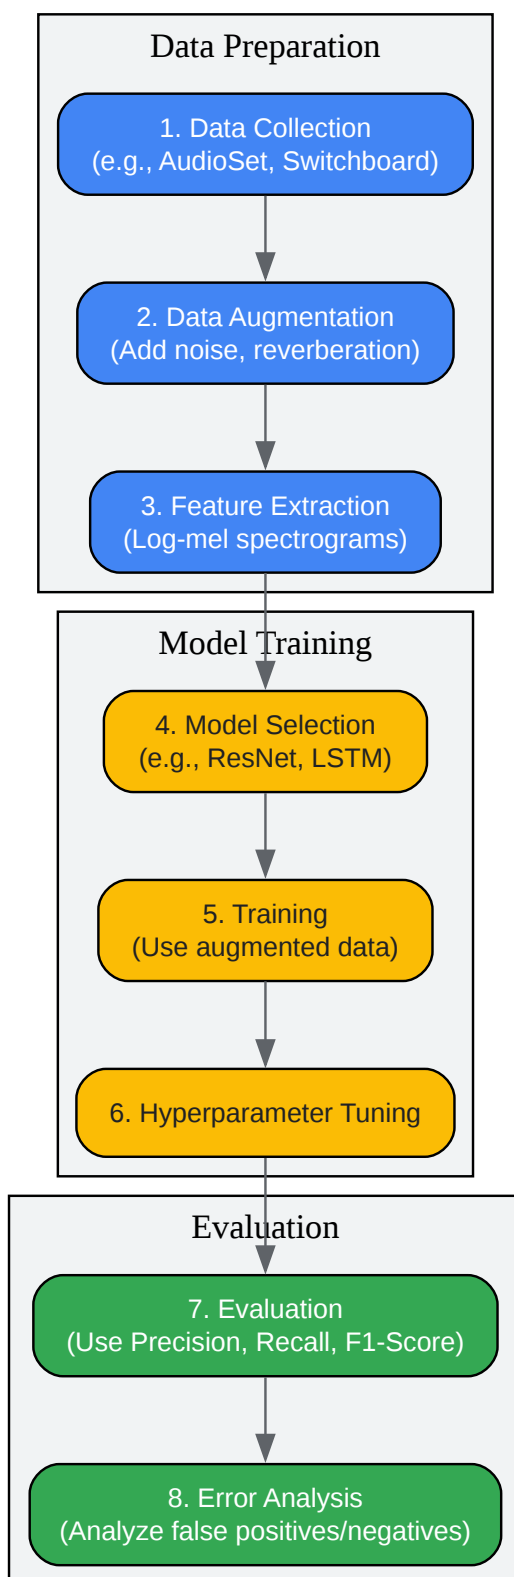 Data Preparation
1. Data Collection
(e.g., AudioSet, Switchboard)
2. Data Augmentation
(Add noise, reverberation)
3. Feature Extraction
(Log-mel spectrograms)
Model Training
4. Model Selection
(e.g., ResNet, LSTM)
5. Training
(Use augmented data)
6. Hyperparameter Tuning
Evaluation
7. Evaluation
(Use Precision, Recall, F1-Score)
8. Error Analysis
(Analyze false positives/negatives)